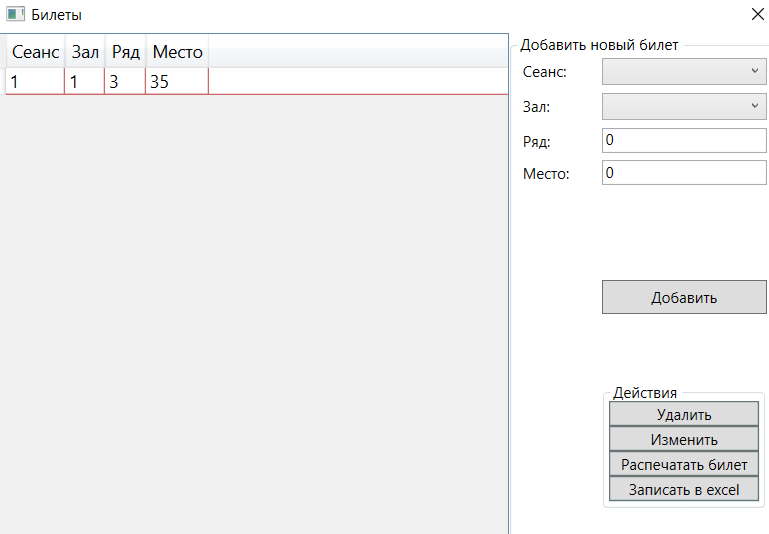 Билеты
Сеанс Зал Ряд Место
1 1 3 35
Добавить новый билет
Сеанс:
Зал:
Ряд: 0
Место: 0
Добавить
Действия
Удалить
Изменить
Распечатать билет
Записать в excel